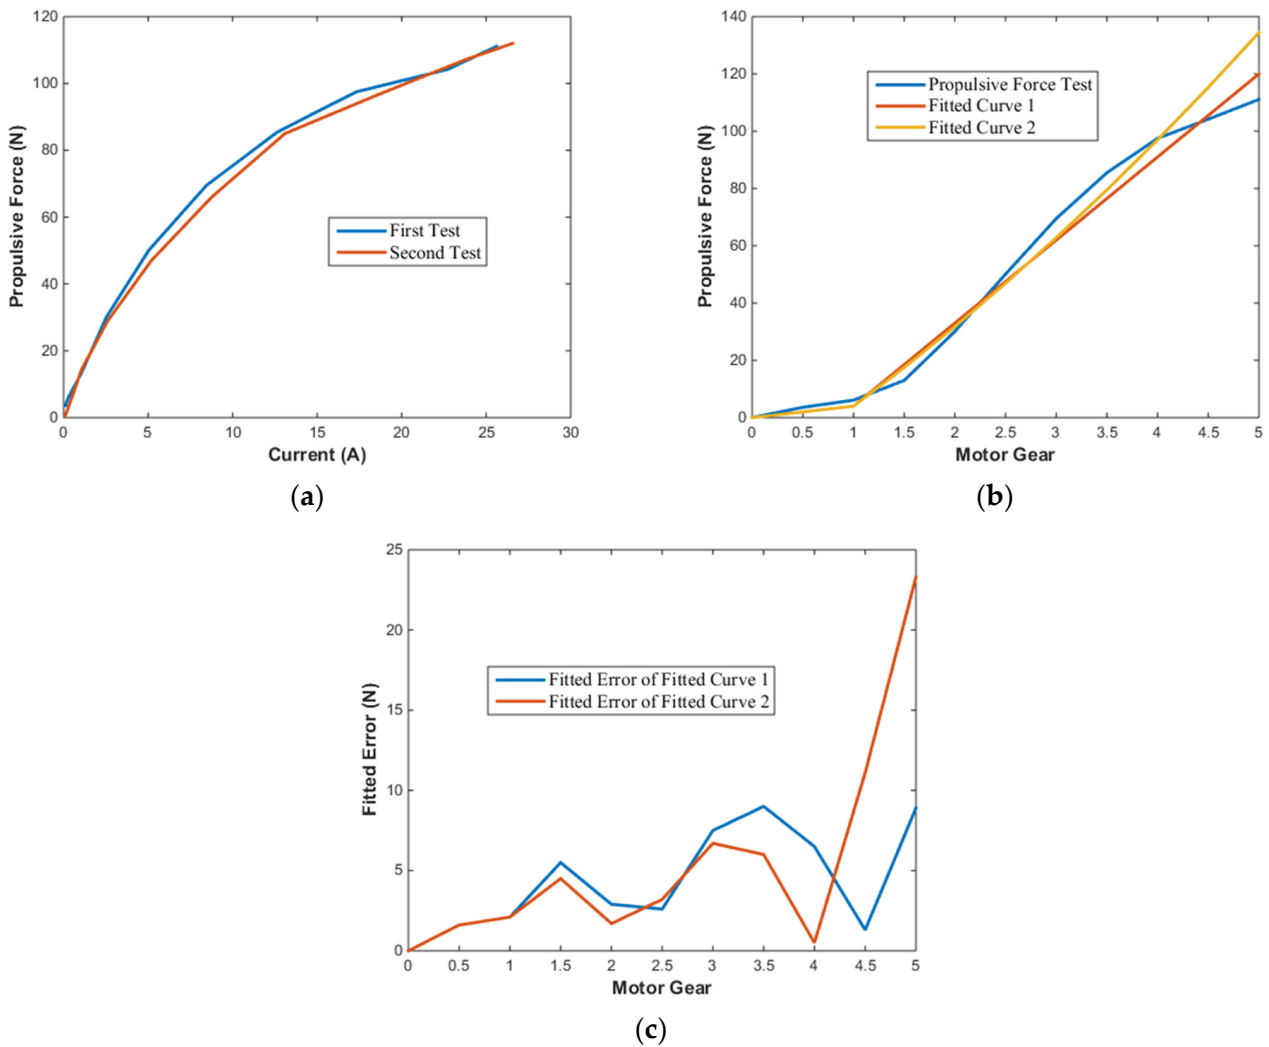 120
100
80
60
40
20
0
Propulsive Force (N)
First Test
Second Test
0 5 10 15 20 25 30
Current (A)
(a)
140
120
100
80
60
40
20
0
Propulsive Force (N)
Propulsive Force Test
Fitted Curve 1
Fitted Curve 2
0 0.5 1 1.5 2 2.5 3 3.5 4 4.5 5
Motor Gear
(b)
25
20
15
10
5
0
Fitted Error (N)
Fitted Error of Fitted Curve 1
Fitted Error of Fitted Curve 2
0 0.5 1 1.5 2 2.5 3 3.5 4 4.5 5
Motor Gear
(c)